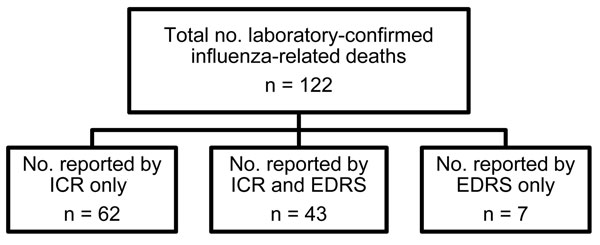 Total no. laboratory-confirmed
influenza-related deaths
n = 122
No. reported by
ICR only
n = 62
No. reported by
ICR and EDRS
n = 43
No. reported by
EDRS only
n = 7